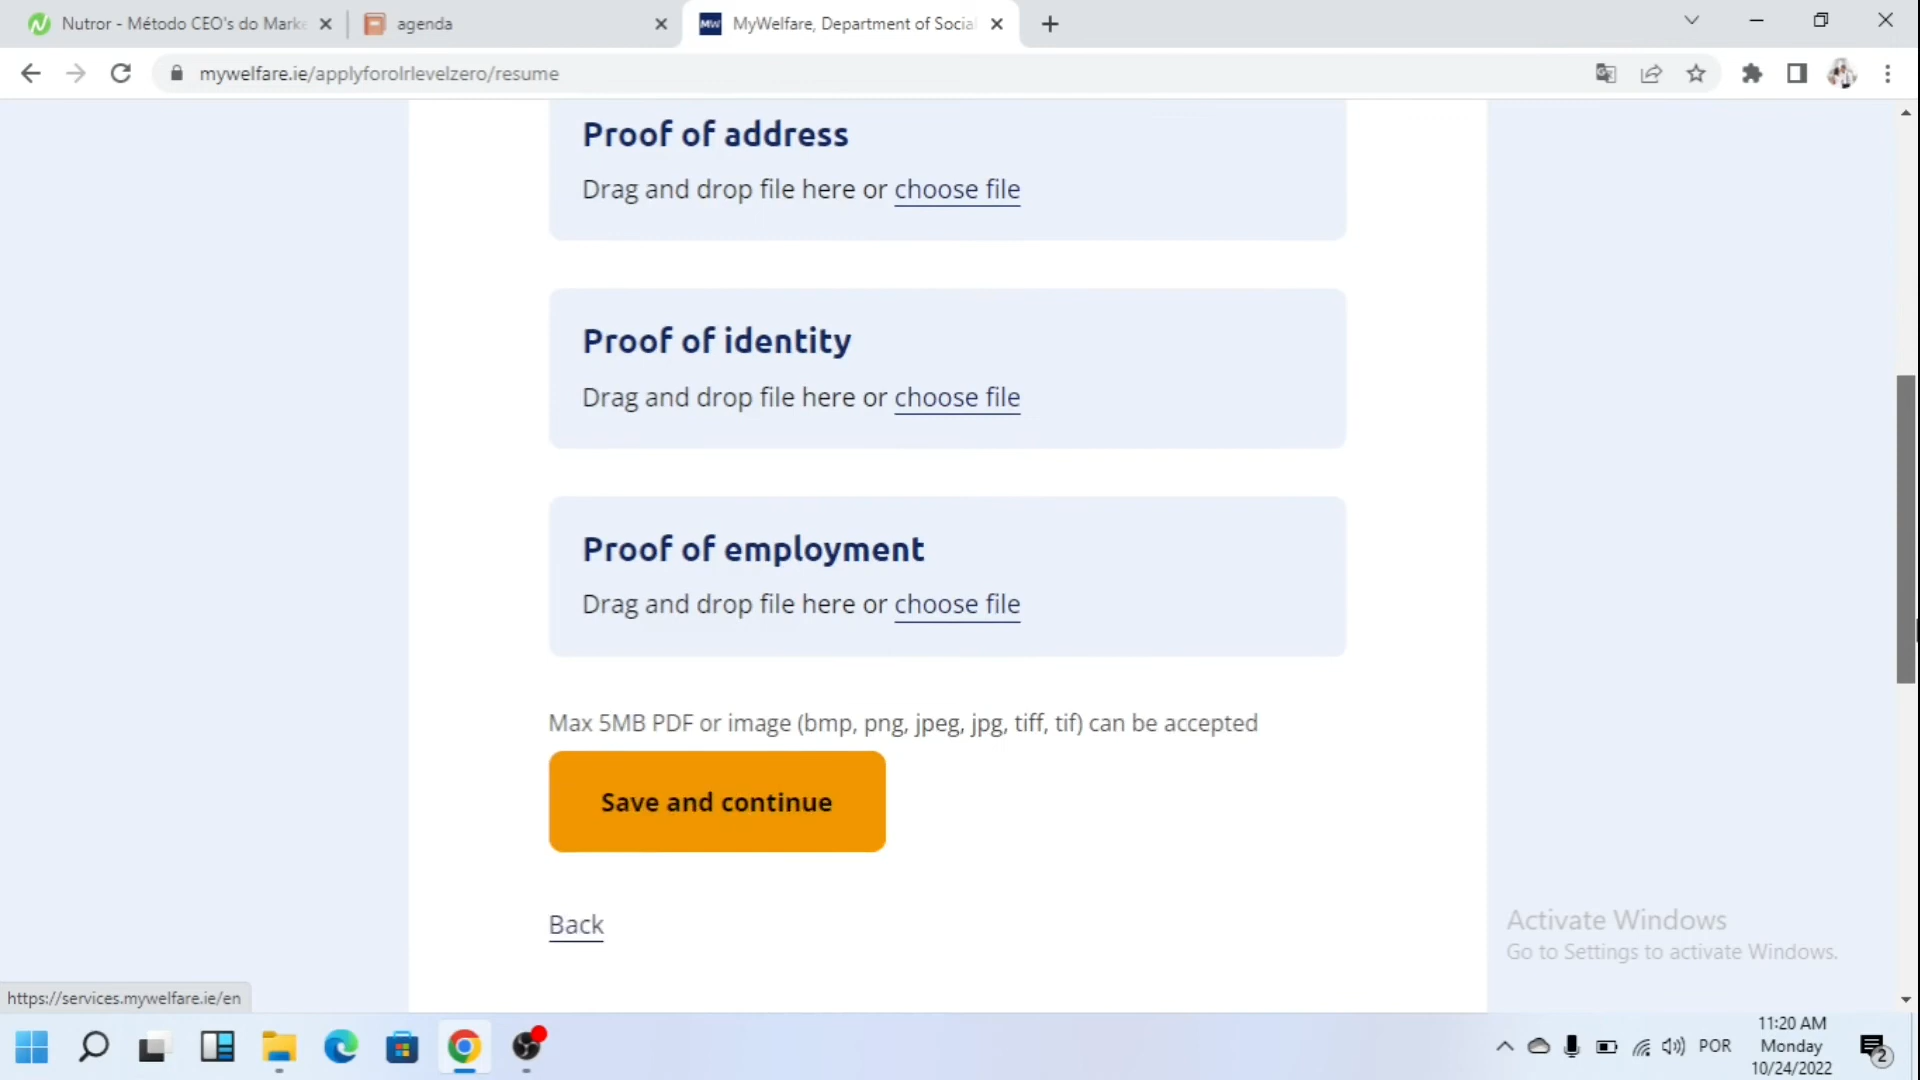 Nutror - Método CEO's do Marke
agenda
MyWelfare, Department of Social
mywelfare.ie/applyforolrlevelzero/resume
Proof of address
Drag and drop file here or choose file
Proof of identity
Drag and drop file here or choose file
Proof of employment
Drag and drop file here or choose file
Max 5MB PDF or image (bmp, png, jpeg, jpg, tiff, tif) can be accepted
Save and continue
Back
Activate Windows
Go to Settings to activate Windows.
https://services.mywelfare.ie/en
POR
11:20 AM
Monday
10/24/2022
2